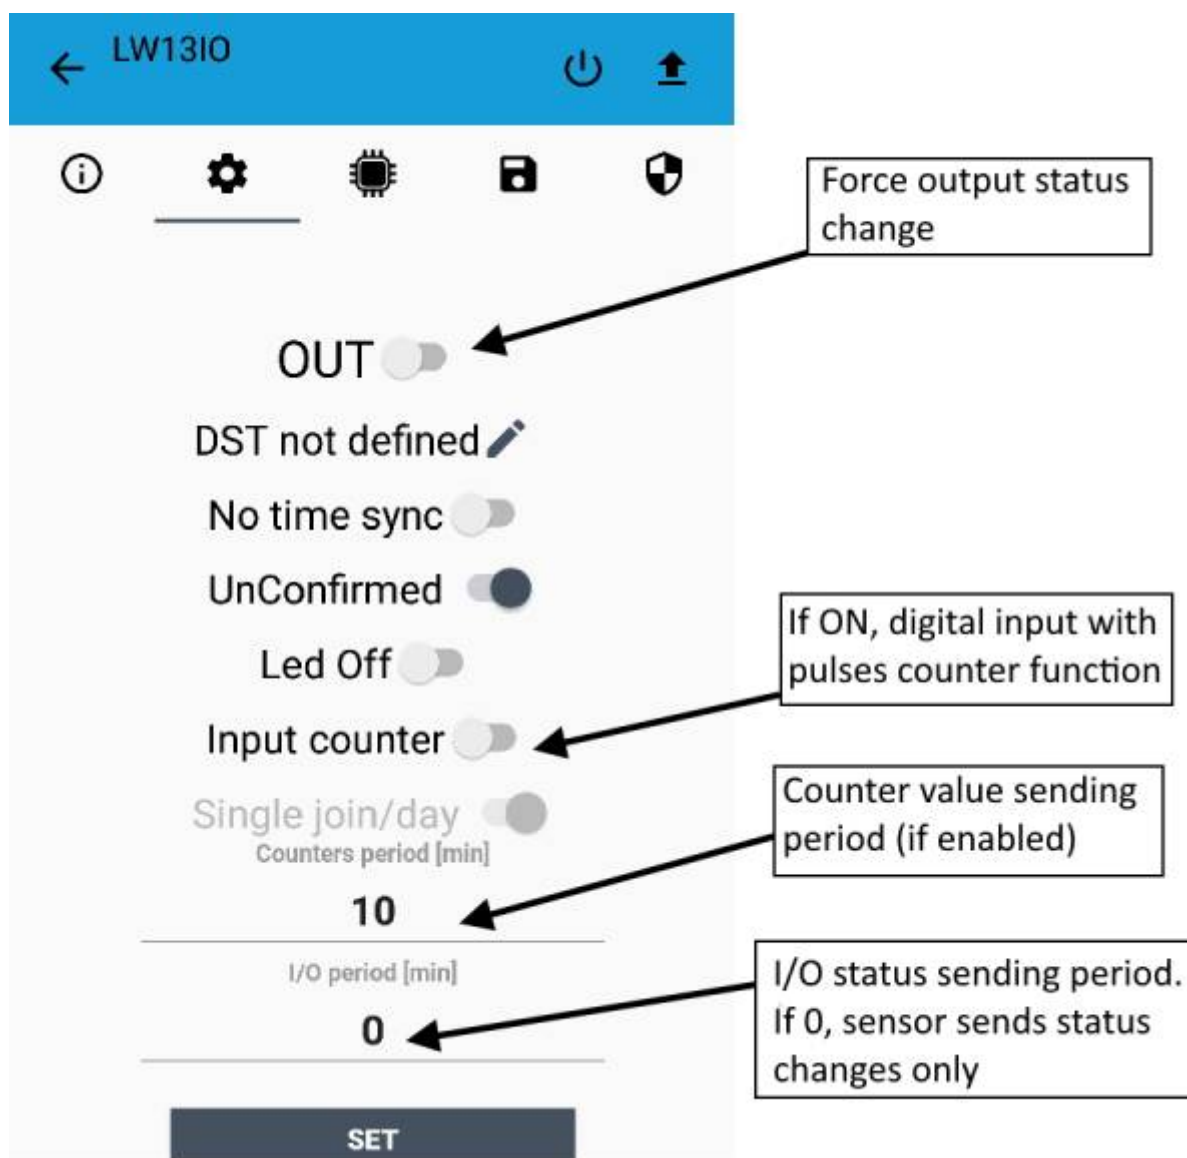 LW13IO
Force output status
change
OUT
DST not defined
No time sync
UnConfirmed
If ON, digital input with
pulses counter function
Led Off
Input counter
Single join/day
Counter value sending
period (if enabled)
Counters period [min]
10
I/O period [min]
I/O status sending period.
If 0, sensor sends status
changes only
0
SET